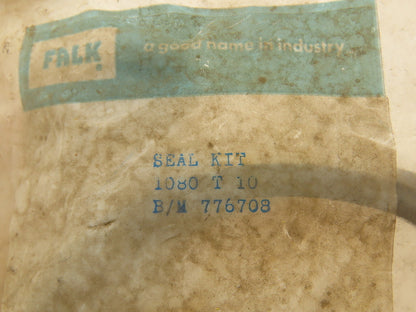 FALK
a good name in industry
SEAL KIT
1080 T 10
B/M 776708